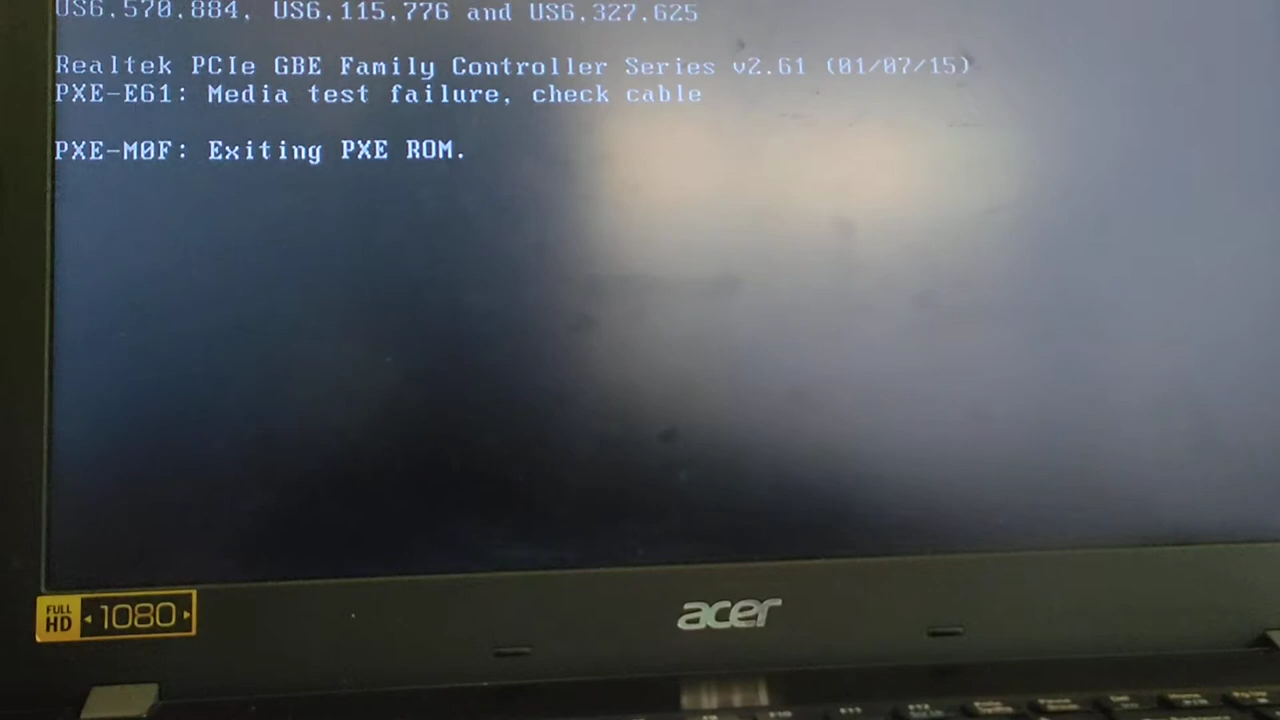 US6,570,884, US6,115,776 and US6,327,625
Realtek PCIe GBE Family Controller Series v2.61 (01/07/15)
PXE-E61: Media test failure, check cable
PXE-M0F: Exiting PXE ROM.
FULL HD
1080
acer